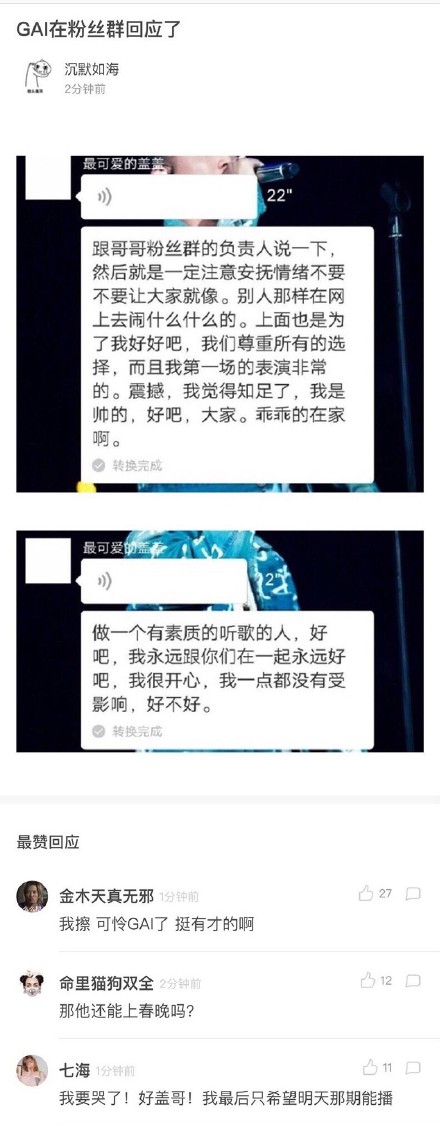 GAI在粉丝群回应了
沉默如海
2分钟前
最可爱的盖盖
22"
跟哥哥粉丝群的负责人说一下，
然后就是一定注意安抚情绪不要
不要让大家就像。别人那样在网
上去闹什么什么的。上面也是为
了我好好吧，我们尊重所有的选
择，而且我第一场的表演非常
的。震撼，我觉得知足了，我是
帅的，好吧，大家。乖乖的在家
啊。
转换完成
最可爱的盖盖
2"
做一个有素质的听歌的人，好
吧，我永远跟你们在一起永远好
吧，我很开心，我一点都没有受
影响，好不好。
转换完成
最赞回应
金木天真无邪 1分钟前 27
我擦 可怜GAI了 挺有才的啊
命里猫狗双全 2分钟前 12
那他还能上春晚吗?
七海 1分钟前 11
我要哭了！好盖哥！我最后只希望明天那期能播